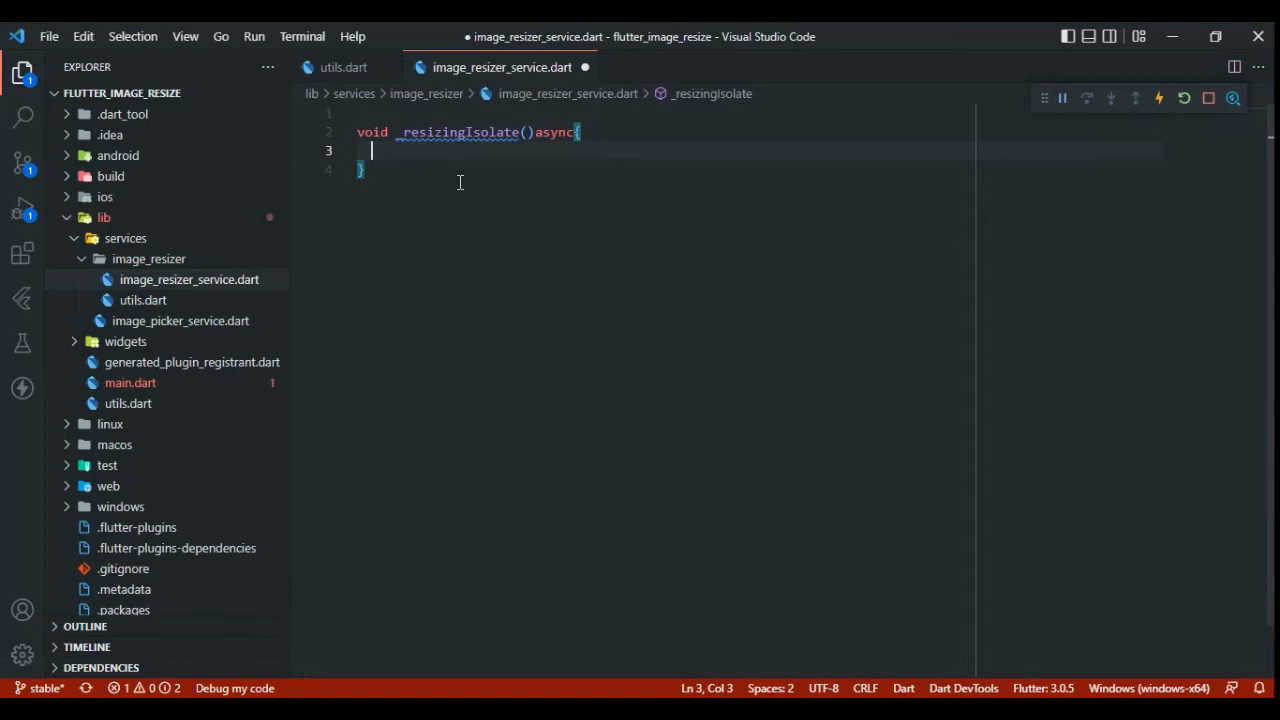 File Edit Selection View Go Run Terminal Help
● image_resizer_service.dart - flutter_image_resize - Visual Studio Code
EXPLORER
utils.dart
image_resizer_service.dart
lib > services > image_resizer > image_resizer_service.dart > _resizingIsolate
FLUTTER_IMAGE_RESIZE
.dart_tool
.idea
android
build
ios
lib
services
image_resizer
image_resizer_service.dart
utils.dart
image_picker_service.dart
widgets
generated_plugin_registrant.dart
main.dart 1
utils.dart
linux
macos
test
web
windows
.flutter-plugins
.flutter-plugins-dependencies
.gitignore
.metadata
.packages
OUTLINE
TIMELINE
DEPENDENCIES
1
1
1
1
2 void _resizingIsolate()async{
3
4 }
stable* 1 0 2 Debug my code
Ln 3, Col 3 Spaces: 2 UTF-8 CRLF Dart Dart DevTools Flutter: 3.0.5 Windows (windows-x64)